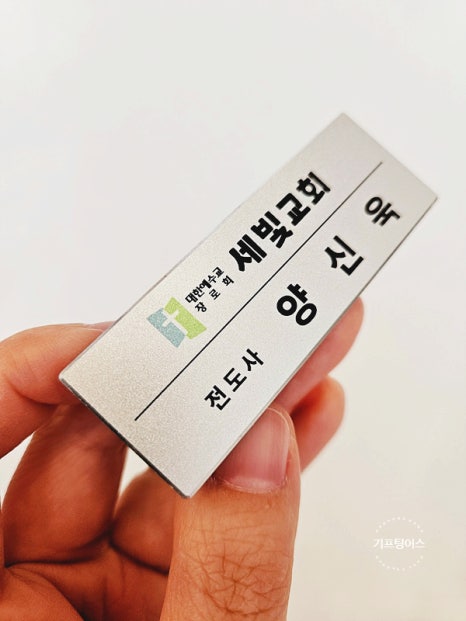 대한예수교
장로회
세빛교회
전도사 양신욱
기프팅어스